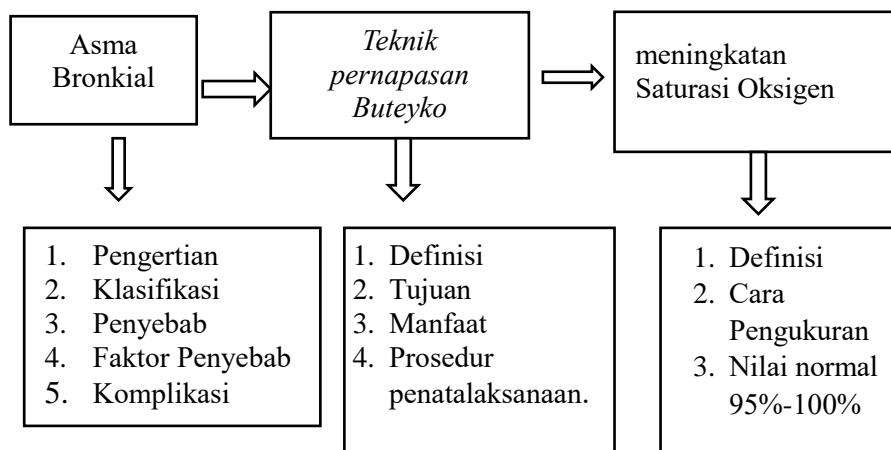 Asma
Bronkial
Teknik
pernapasan
Buteyko
meningkatan
Saturasi Oksigen
1. Pengertian
2. Klasifikasi
3. Penyebab
4. Faktor Penyebab
5. Komplikasi
1. Definisi
2. Tujuan
3. Manfaat
4. Prosedur
penatalaksanaan.
1. Definisi
2. Cara
Pengukuran
3. Nilai normal
95%-100%